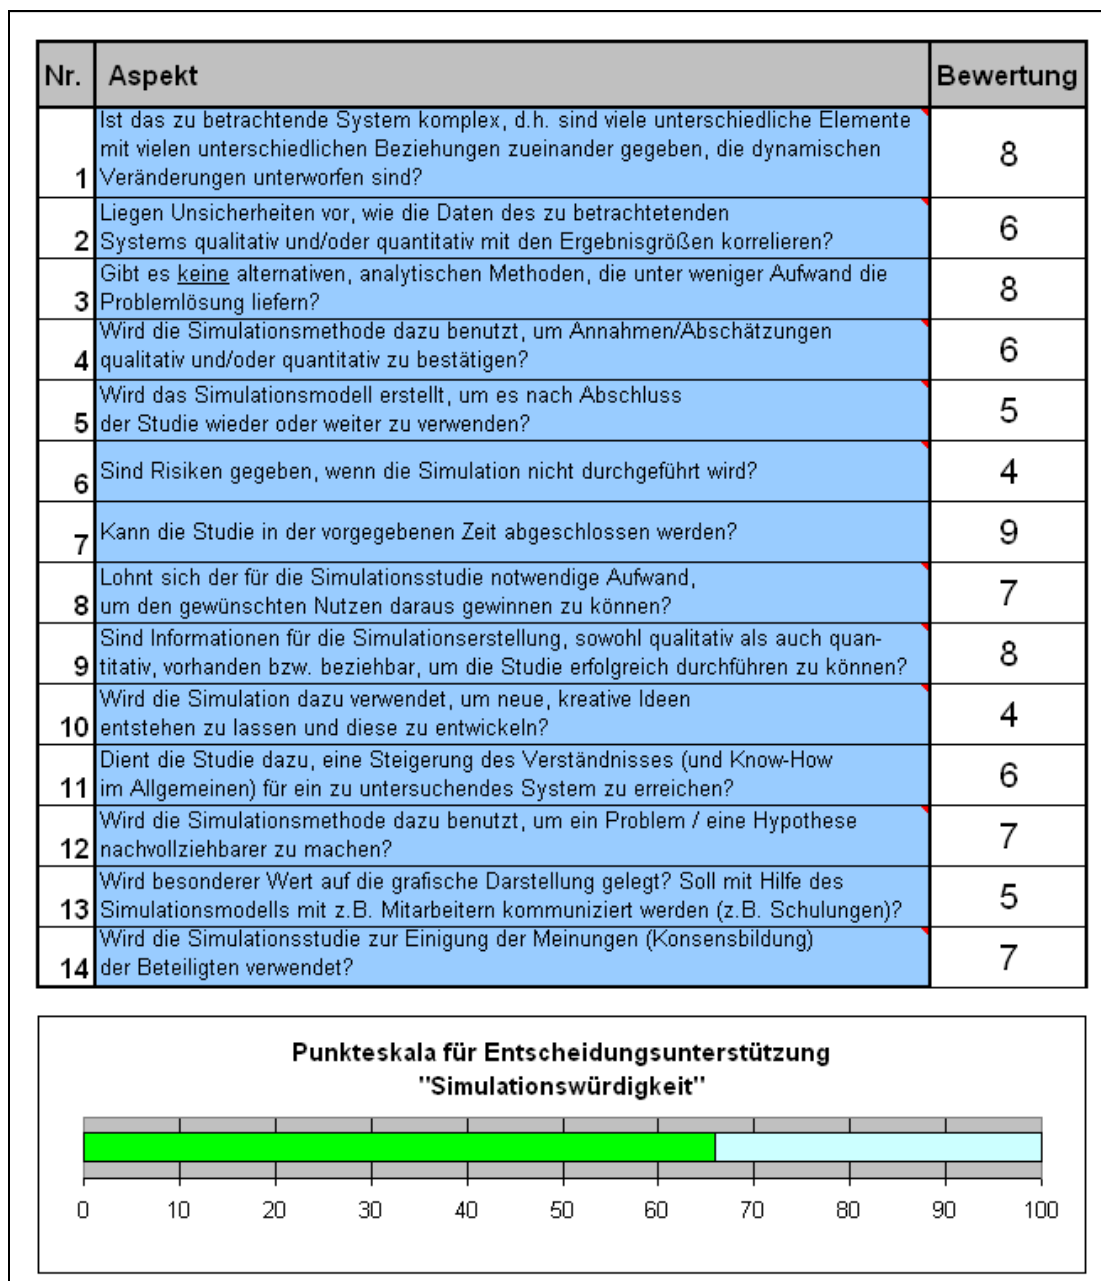 Nr. Aspekt Bewertung
Ist das zu betrachtende System komplex, d.h. sind viele unterschiedliche Elemente
mit vielen unterschiedlichen Beziehungen zueinander gegeben, die dynamischen
1 Veränderungen unterworfen sind? 8
Liegen Unsicherheiten vor, wie die Daten des zu betrachtetenden
2 Systems qualitativ und/oder quantitativ mit den Ergebnisgrößen korrelieren? 6
Gibt es keine alternativen, analytischen Methoden, die unter weniger Aufwand die
3 Problemlösung liefern? 8
Wird die Simulationsmethode dazu benutzt, um Annahmen/Abschätzungen
4 qualitativ und/oder quantitativ zu bestätigen? 6
Wird das Simulationsmodell erstellt, um es nach Abschluss
5 der Studie wieder oder weiter zu verwenden? 5
6 Sind Risiken gegeben, wenn die Simulation nicht durchgeführt wird? 4
7 Kann die Studie in der vorgegebenen Zeit abgeschlossen werden? 9
Lohnt sich der für die Simulationsstudie notwendige Aufwand,
8 um den gewünschten Nutzen daraus gewinnen zu können? 7
Sind Informationen für die Simulationserstellung, sowohl qualitativ als auch quan-
9 titativ, vorhanden bzw. beziehbar, um die Studie erfolgreich durchführen zu können? 8
Wird die Simulation dazu verwendet, um neue, kreative Ideen
10 entstehen zu lassen und diese zu entwickeln? 4
Dient die Studie dazu, eine Steigerung des Verständnisses (und Know-How
11 im Allgemeinen) für ein zu untersuchendes System zu erreichen? 6
Wird die Simulationsmethode dazu benutzt, um ein Problem / eine Hypothese
12 nachvollziehbarer zu machen? 7
Wird besonderer Wert auf die grafische Darstellung gelegt? Soll mit Hilfe des
13 Simulationsmodells mit z.B. Mitarbeitern kommuniziert werden (z.B. Schulungen)? 5
Wird die Simulationsstudie zur Einigung der Meinungen (Konsensbildung)
14 der Beteiligten verwendet? 7
Punkteskala für Entscheidungsunterstützung
"Simulationswürdigkeit"
0 10 20 30 40 50 60 70 80 90 100